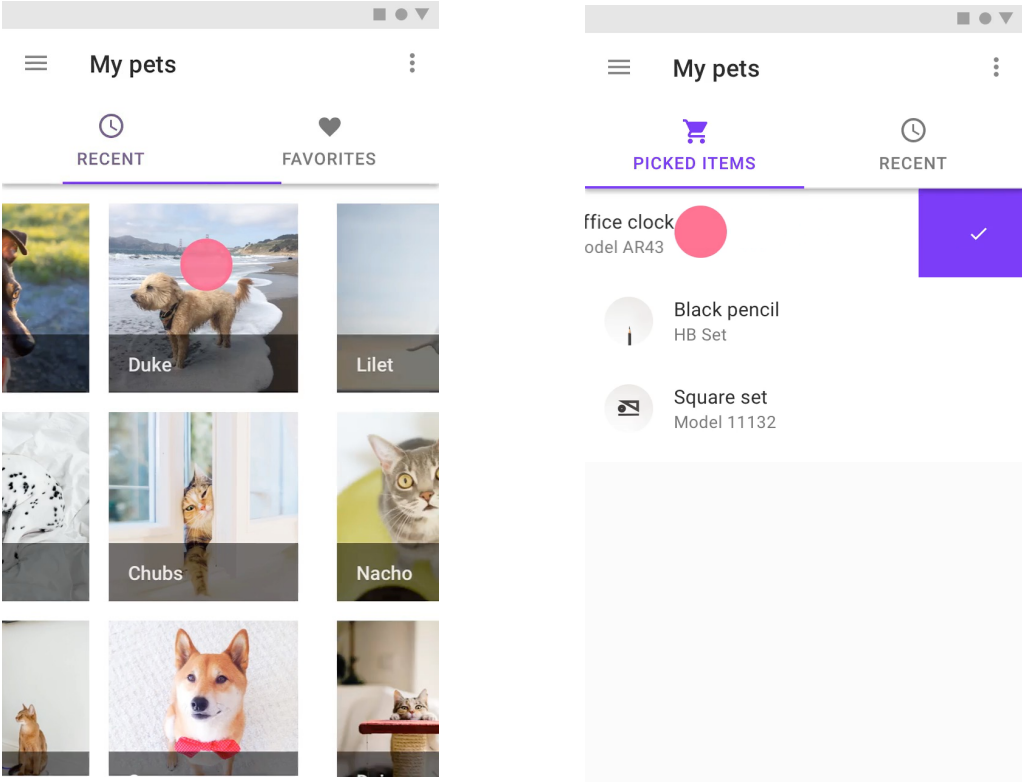 My pets
RECENT
FAVORITES
Duke
Lilet
Chubs
Nacho
My pets
PICKED ITEMS
RECENT
ffice clock
odel AR43
Black pencil
HB Set
Square set
Model 11132